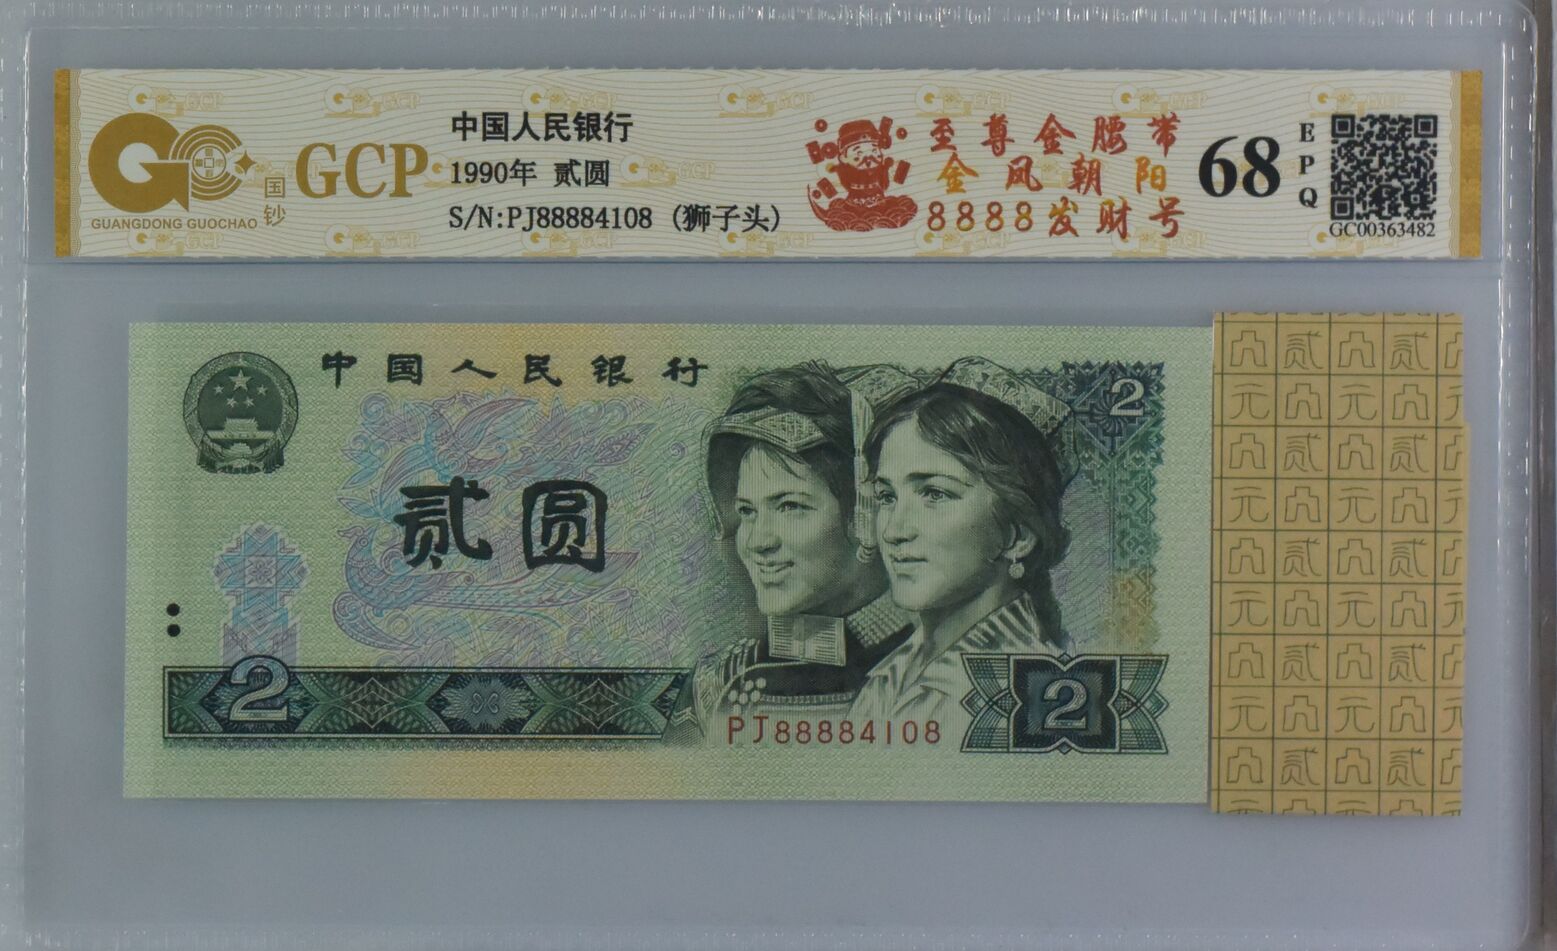 GCP
国钞
GUANGDONG GUOCHAO
中国人民银行
1990年 贰圆
S/N:PJ88884108 (狮子头)
至尊金腰带
金凤朝阳
8888发财号
68
EPQ
GC00363482
中国人民银行
2
贰圆
2
2
PJ88884108